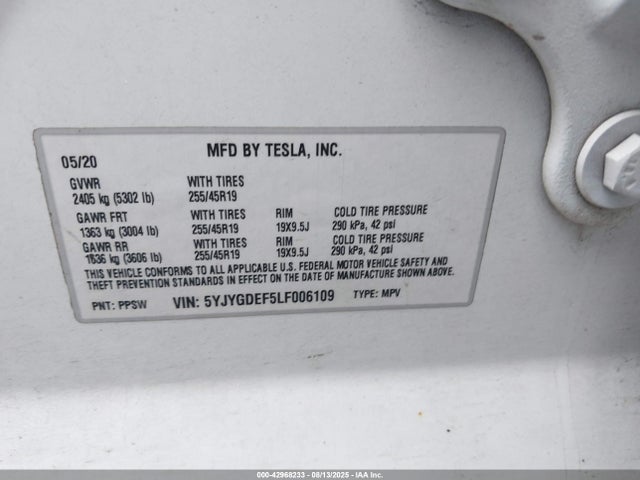 05/20 MFD BY TESLA, INC.
GVWR WITH TIRES
2405 kg (5302 lb) 255/45R19
GAWR FRT WITH TIRES RIM COLD TIRE PRESSURE
1363 kg (3004 lb) 255/45R19 19X9.5J 290 kPa, 42 psi
GAWR RR WITH TIRES RIM COLD TIRE PRESSURE
1636 kg (3606 lb) 255/45R19 19X9.5J 290 kPa, 42 psi
THIS VEHICLE CONFORMS TO ALL APPLICABLE U.S. FEDERAL MOTOR VEHICLE SAFETY AND
THEFT PREVENTION STANDARDS IN EFFECT ON THE DATE OF MANUFACTURE SHOWN ABOVE.
PNT: PPSW VIN: 5YJYGDEF5LF006109 TYPE: MPV
000-42968233 - 08/13/2025 - IAA Inc.